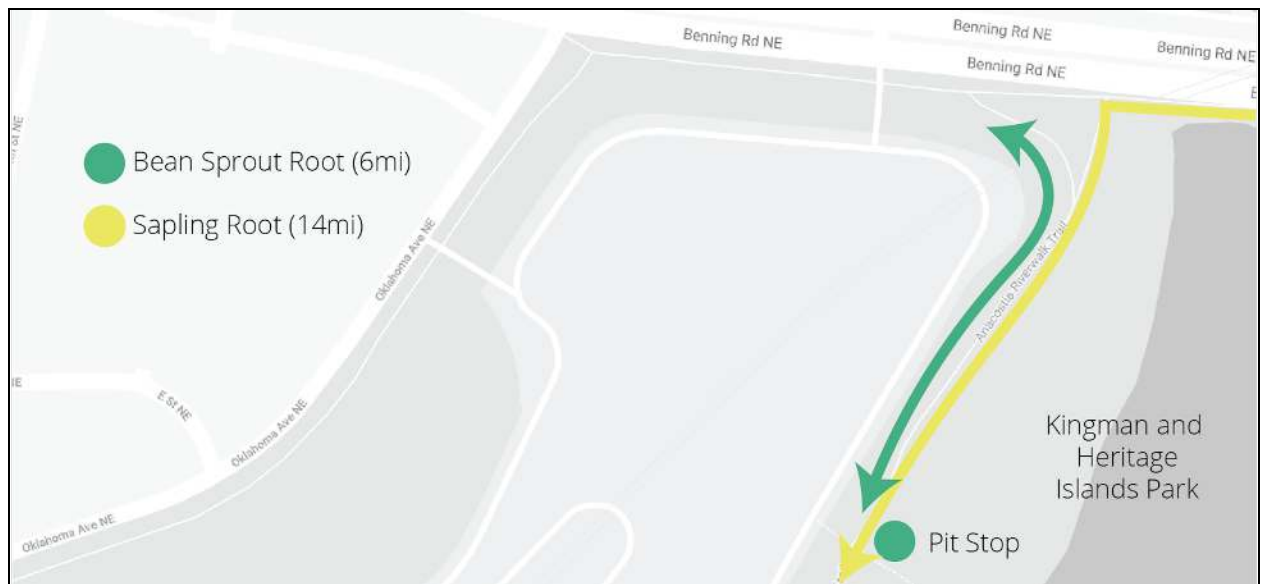 Benning Rd NE
Benning Rd NE
Benning Rd NE
Benning Rd NE
Bean Sprout Root (6mi)
Sapling Root (14mi)
Oklahoma Ave NE
Anacostia Riverwalk Trail
E St NE
Oklahoma Ave NE
Kingman and
Heritage
Islands Park
Oklahoma Ave NE
Pit Stop